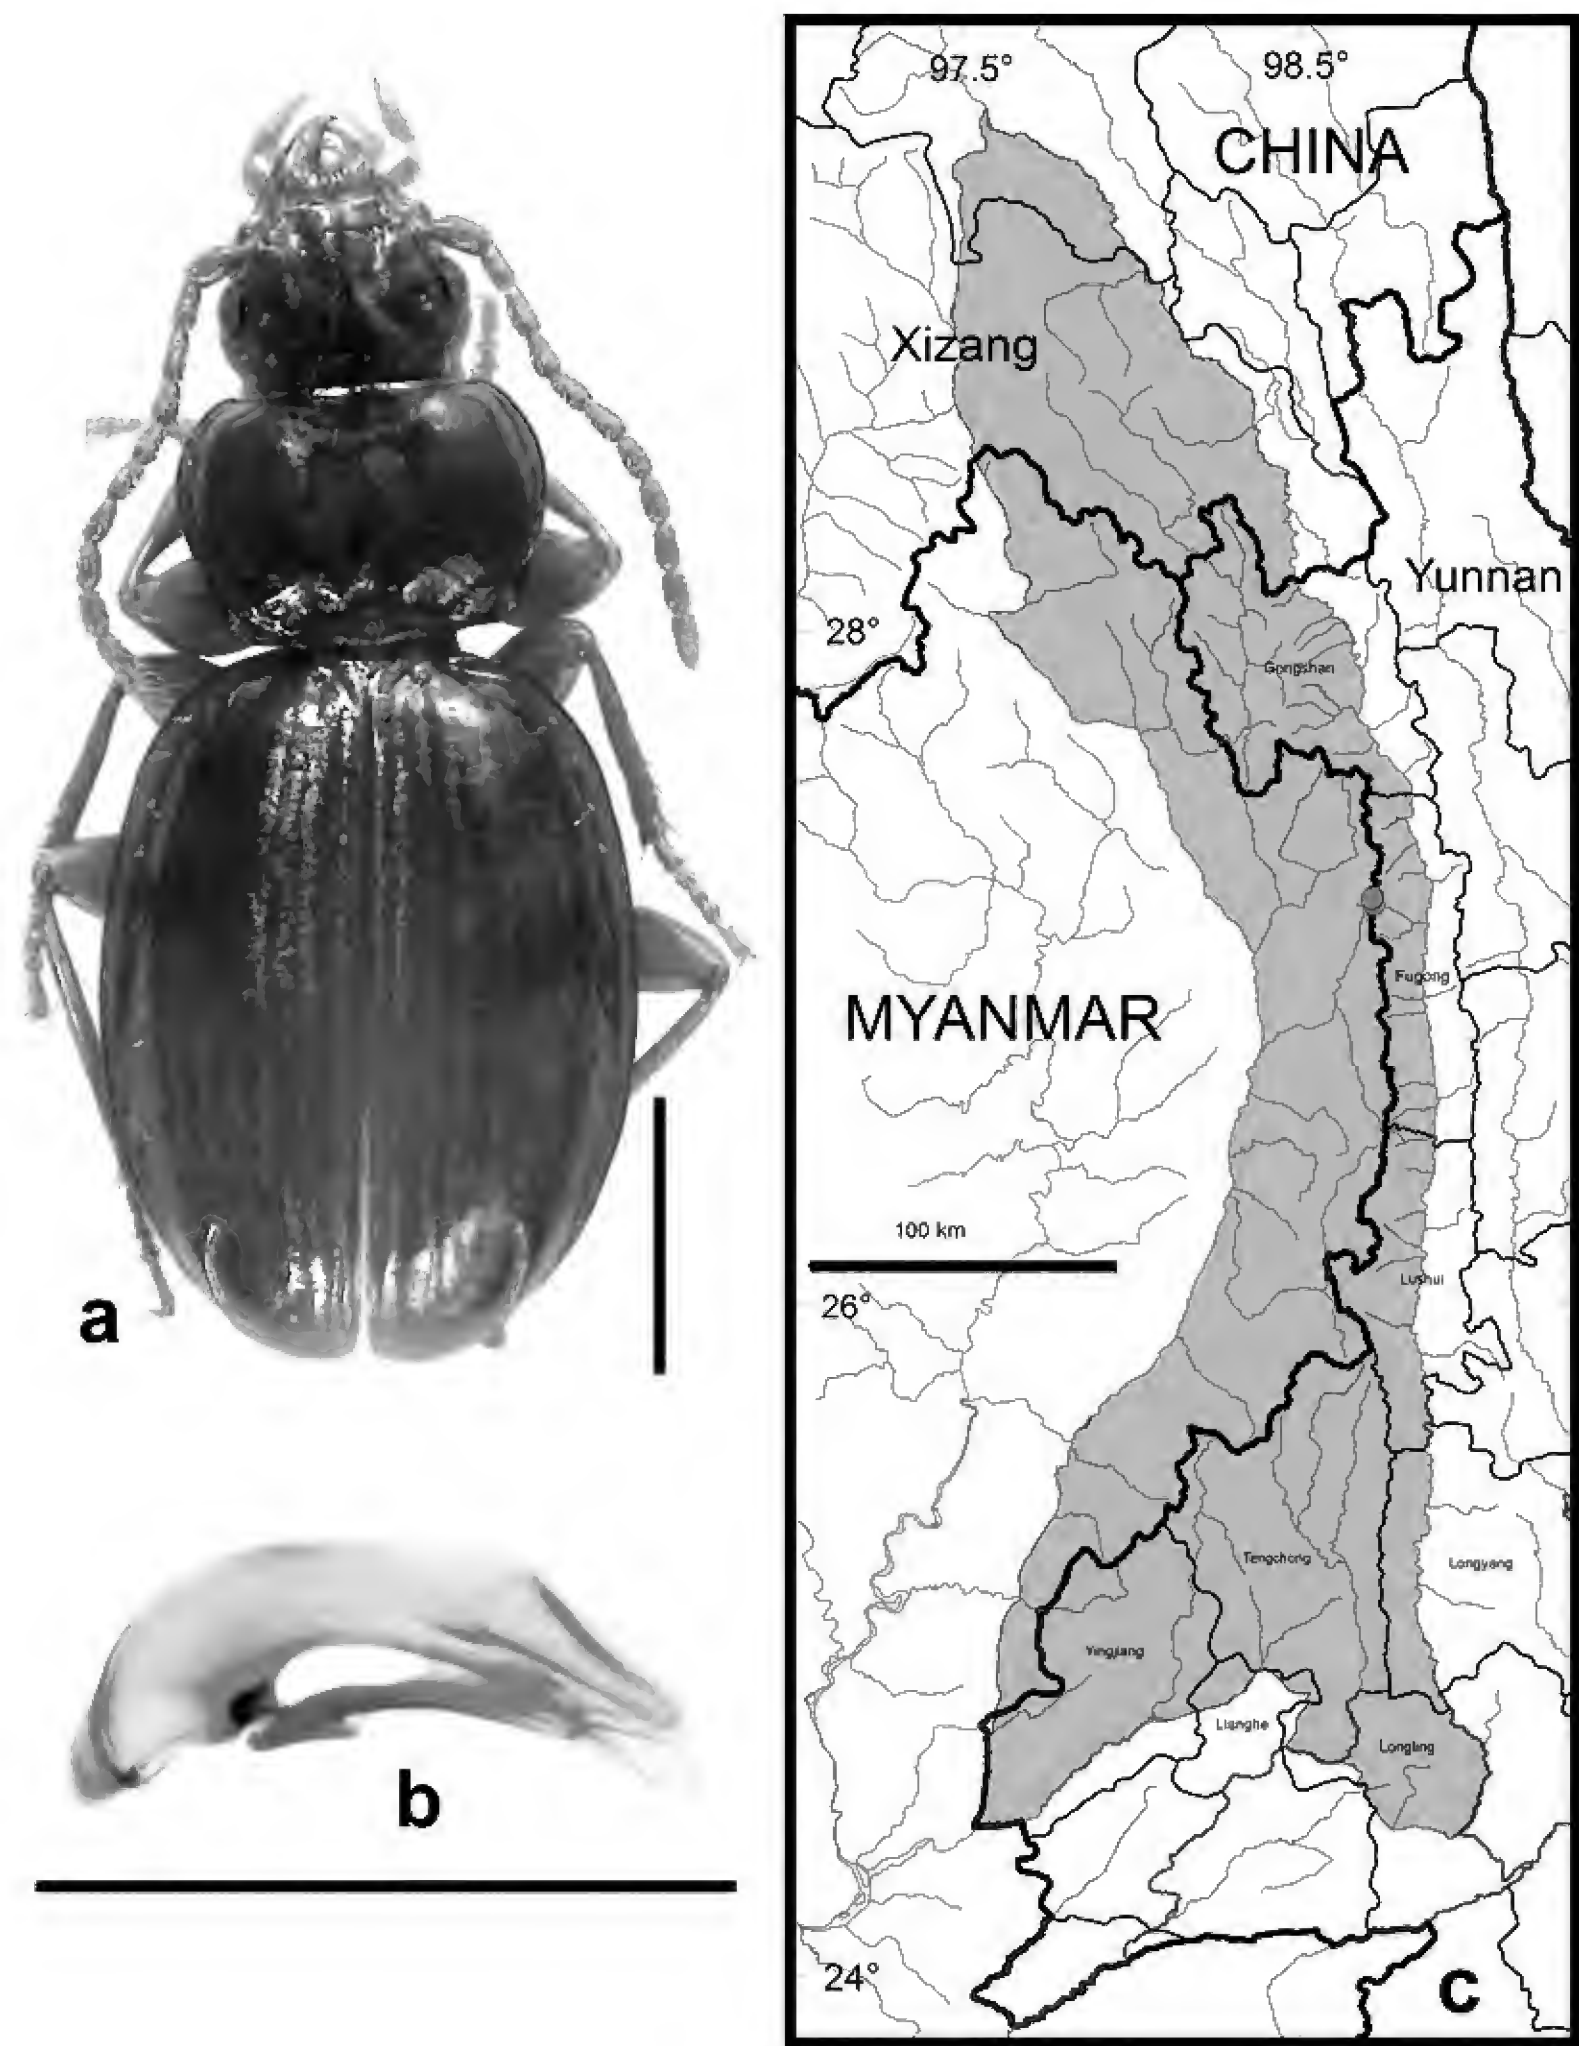 97.5°
98.5°
CHINA
Xizang
Yunnan
28°
Gongshan
Fugong
MYANMAR
100 km
Lushui
26°
a
Tengchong
Longyang
Yingjiang
Lianghe
Longling
b
24°
c